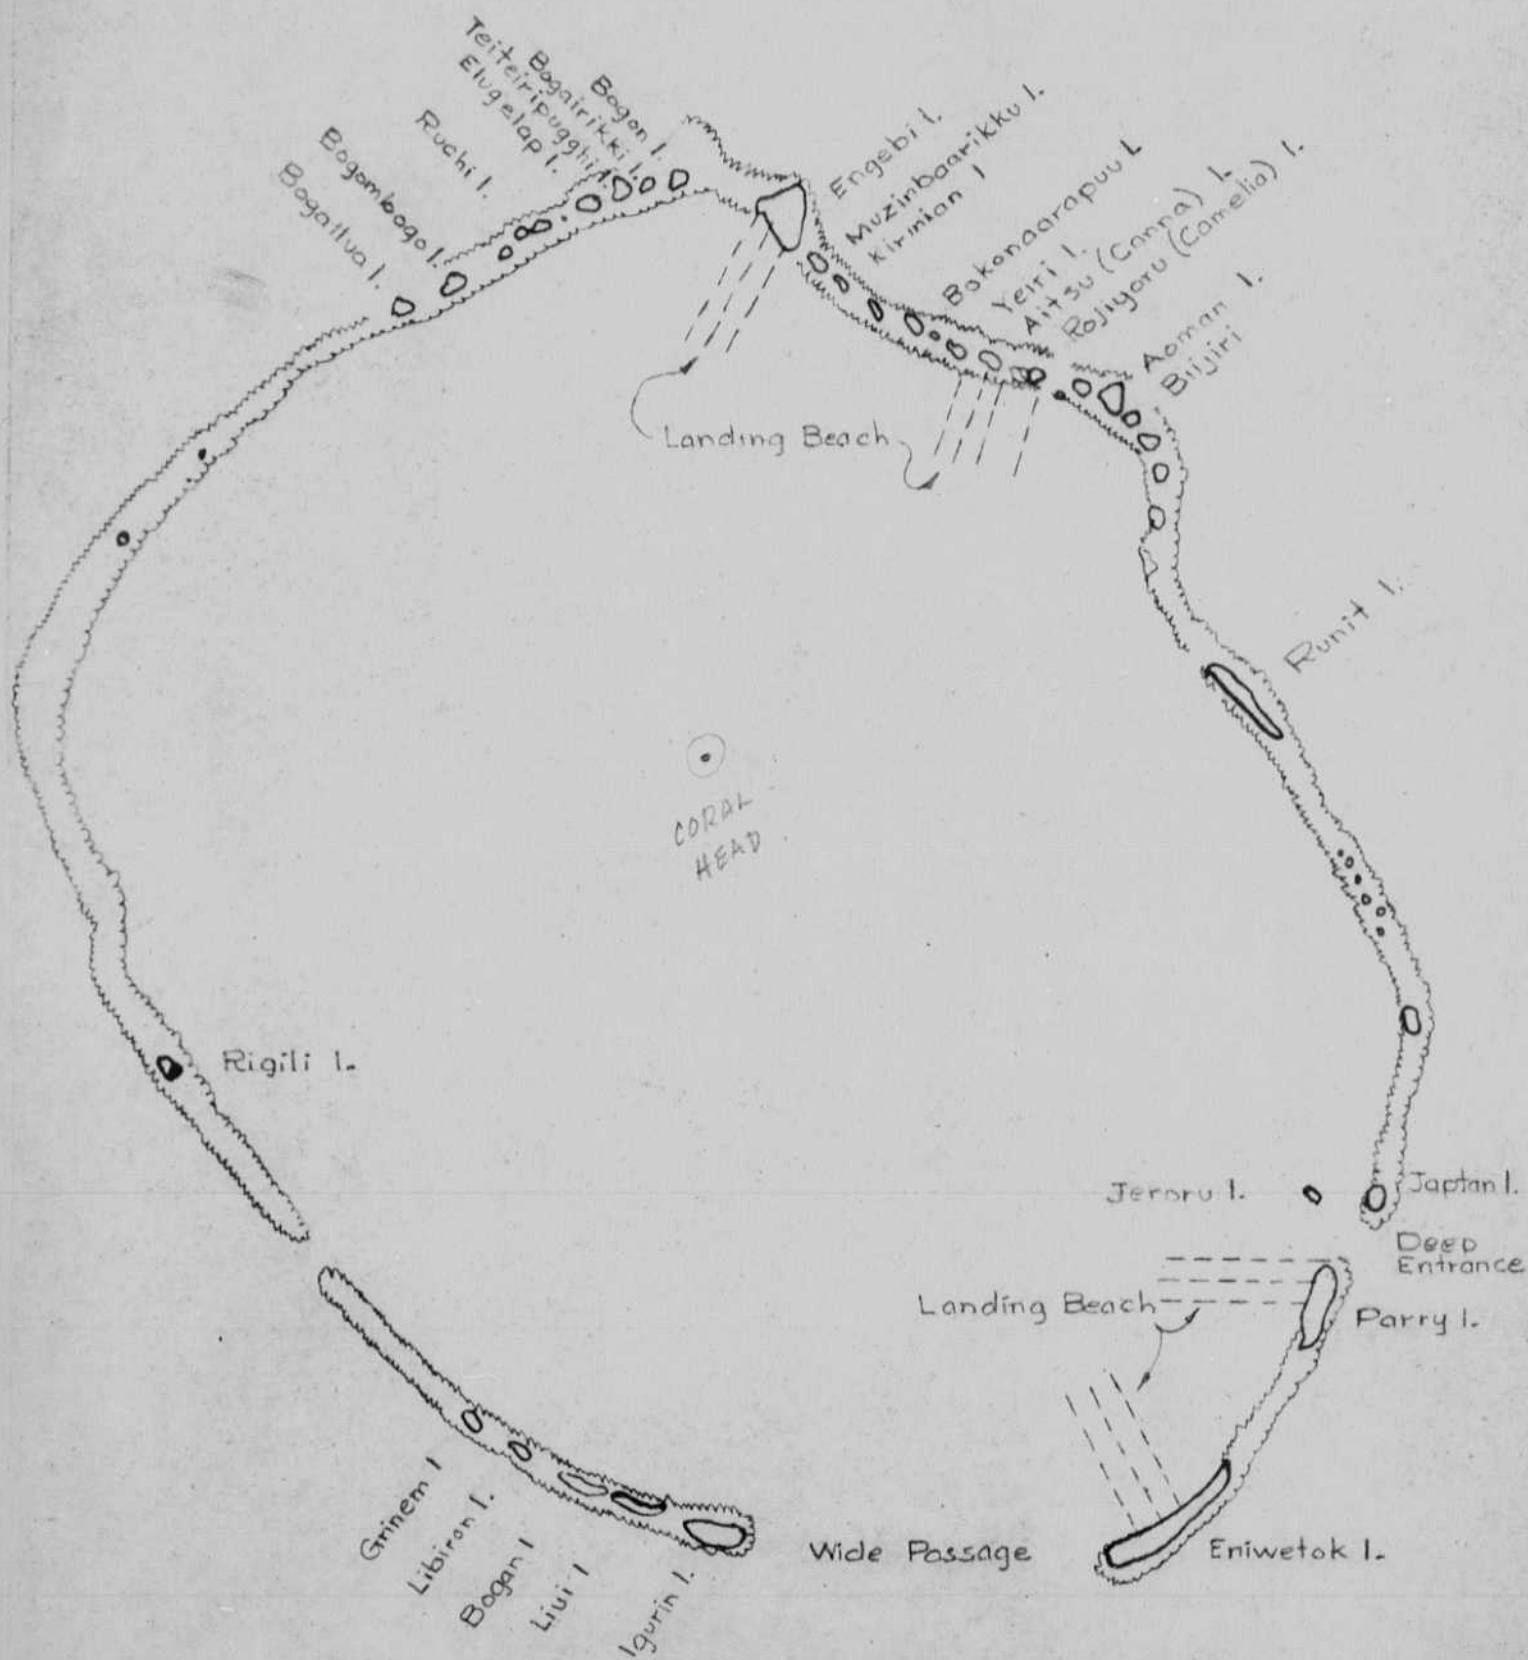 Teiteiripugghi I.
Bogairikki I.
Bogon I.
Elugelap I.
Ruchi I.
Bogombogo I.
Bogallua I.
Engebi I.
Muzinbaarikku I.
Kirinian I
Bokonaarapuu I.
Yeiri I.
Aitsu (Canna) I.
Rojiyoru (Camelia) I.
Aoman I.
Biijiri
Landing Beach
Runit I.
CORAL
HEAD
Rigili I.
Jeroru I.
Japtan I.
Deep
Entrance
Landing Beach
Parry I.
Grinem I
Libiron I.
Bogan I
Liui I
Igurin I.
Wide Passage
Eniwetok I.